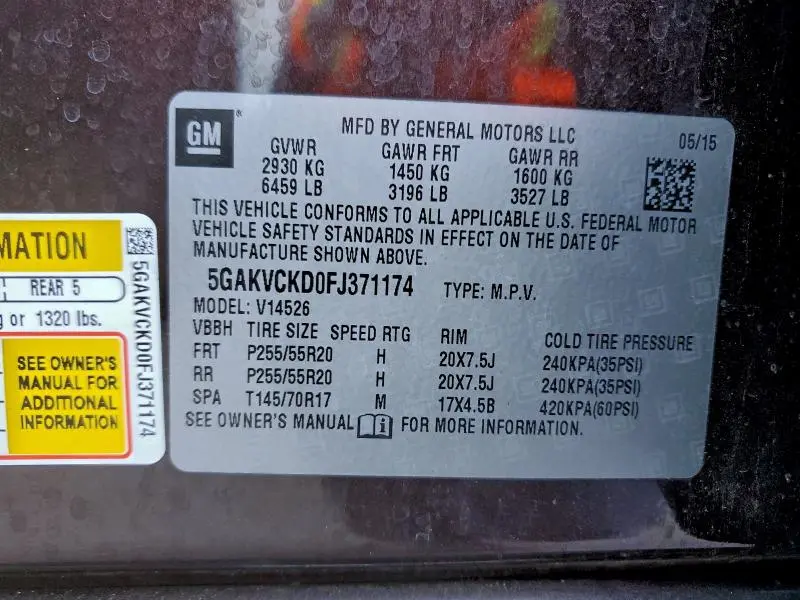 GM
MFD BY GENERAL MOTORS LLC
05/15
GVWR GAWR FRT GAWR RR
2930 KG 1450 KG 1600 KG
6459 LB 3196 LB 3527 LB
THIS VEHICLE CONFORMS TO ALL APPLICABLE U.S. FEDERAL MOTOR
VEHICLE SAFETY STANDARDS IN EFFECT ON THE DATE OF
MANUFACTURE SHOWN ABOVE.
5GAKVCKD0FJ371174 TYPE: M.P.V.
MODEL: V14526
VBBH TIRE SIZE SPEED RTG RIM COLD TIRE PRESSURE
FRT P255/55R20 H 20X7.5J 240KPA(35PSI)
RR P255/55R20 H 20X7.5J 240KPA(35PSI)
SPA T145/70R17 M 17X4.5B 420KPA(60PSI)
SEE OWNER'S MANUAL i FOR MORE INFORMATION.
MATION
REAR 5
g or 1320 lbs.
SEE OWNER'S
MANUAL FOR
ADDITIONAL
INFORMATION
5GAKVCKD0FJ371174